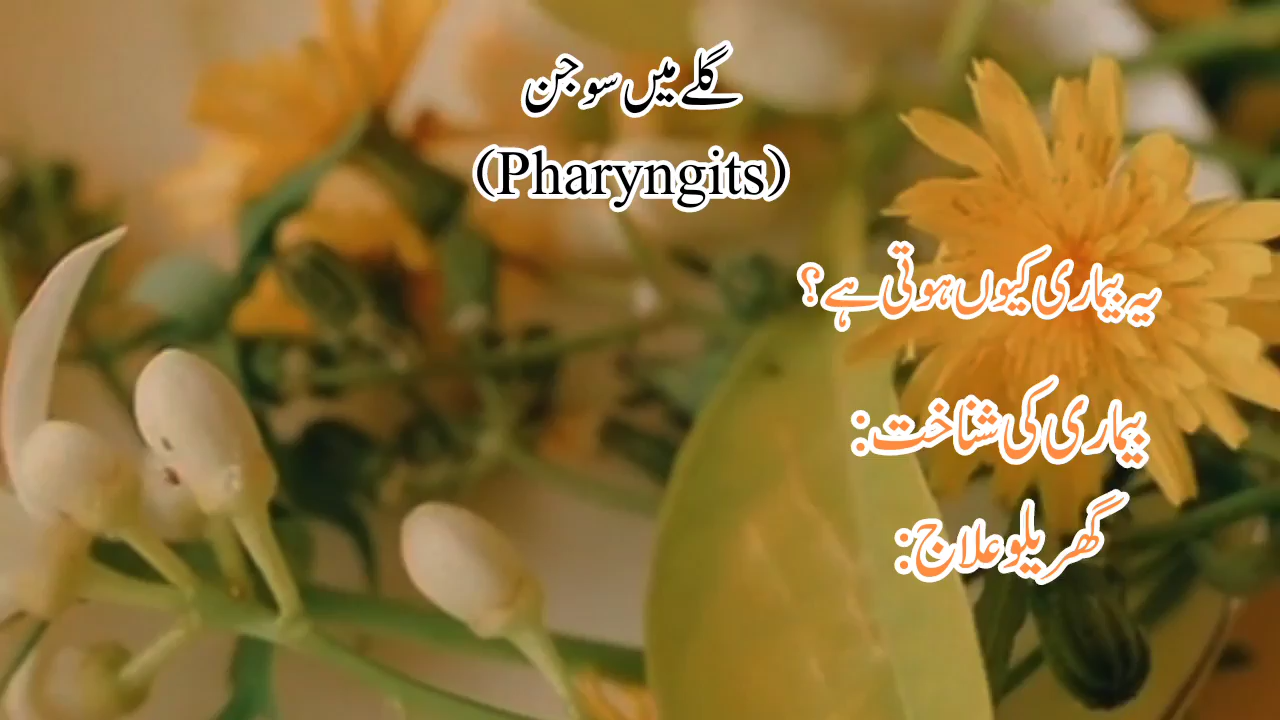 گلے میں سوجن
(Pharyngits)
یہ بیماری کیوں ہوتی ہے؟
بیماری کی شناخت:
گھریلو علاج: